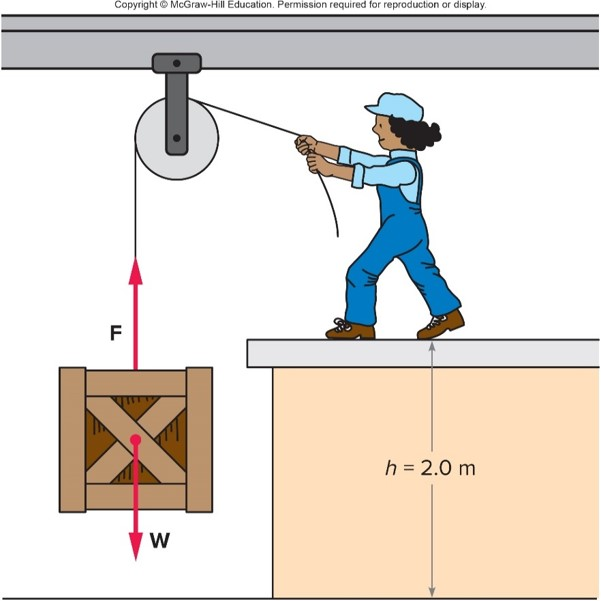 Copyright © McGraw-Hill Education. Permission required for reproduction or display.
F
h = 2.0 m
W